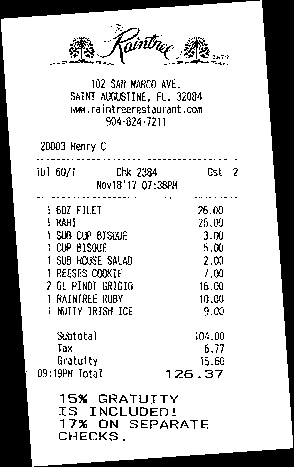 Raintree
102 SAN MARCO AVE.
SAINT AUGUSTINE, FL. 32084
www.raintreerestaurant.com
904-824-7211
20003 Henry C
Tbl 60/1 Chk 2384 Gst 2
Nov18'17 07:38PM
1 6OZ FILET 26.00
1 MAHI 26.00
1 SUB CUP BISQUE 3.00
1 CUP BISQUE 5.00
1 SUB HOUSE SALAD 2.00
1 REESES COOKIE 7.00
2 GL PINOT GRIGIO 16.00
1 RAINTREE RUBY 10.00
1 NUTTY IRISH ICE 9.00
Subtotal 104.00
Tax 6.77
Gratuity 15.60
09:19PM Total 126.37
15% GRATUITY
IS INCLUDED!
17% ON SEPARATE
CHECKS.